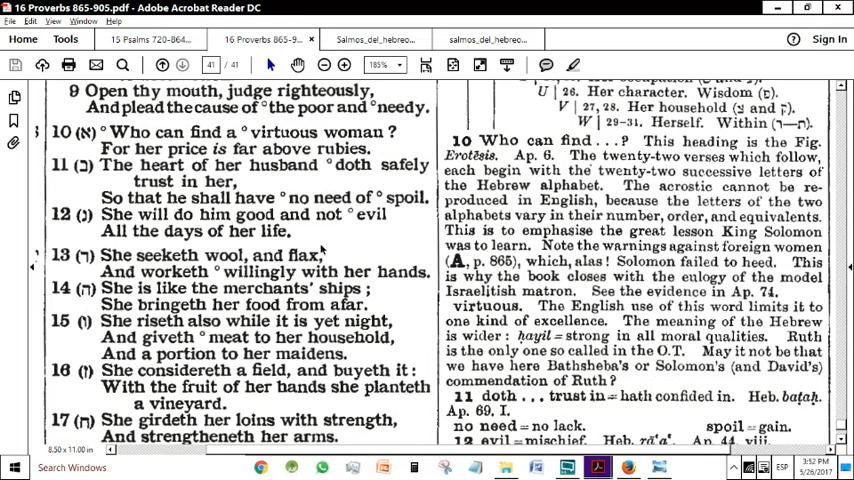 16 Proverbs 865-905.pdf - Adobe Acrobat Reader DC
File Edit View Window Help
Home Tools 15 Psalms 720-864... 16 Proverbs 865-9... × Salmos_del_hebreo... salmos_del_hebreo... Sign In
41 / 41 185%
9 Open thy mouth, judge righteously,
And plead the cause of °the poor and °needy.
10 (א) °Who can find a °virtuous woman?
For her price is far above rubies.
11 (ב) The heart of her husband °doth safely
trust in her,
So that he shall have °no need of °spoil.
12 (ג) She will do him good and not °evil
All the days of her life.
13 (ד) She seeketh wool, and flax,
And worketh °willingly with her hands.
14 (ה) She is like the merchants' ships;
She bringeth her food from afar.
15 (ו) She riseth also while it is yet night,
And giveth °meat to her household,
And a portion to her maidens.
16 (ז) She considereth a field, and buyeth it:
With the fruit of her hands she planteth
a vineyard.
17 (ח) She girdeth her loins with strength,
And strengtheneth her arms.
U | 26. Her character. Wisdom (פ)
V | 27, 28. Her household (צ and ק)
W | 29-31. Herself. Within (ר—ת)
10 Who can find...? This heading is the Fig.
Erotēsis. Ap. 6. The twenty-two verses which follow,
each begin with the twenty-two successive letters of
the Hebrew alphabet. The acrostic cannot be re-
produced in English, because the letters of the two
alphabets vary in their number, order, and equivalents.
This is to emphasise the great lesson King Solomon
was to learn. Note the warnings against foreign women
(A, p. 865), which, alas! Solomon failed to heed. This
is why the book closes with the eulogy of the model
Israelitish matron. See the evidence in Ap. 74.
virtuous. The English use of this word limits it to
one kind of excellence. The meaning of the Hebrew
is wider: ḥayil = strong in all moral qualities. Ruth
is the only one so called in the O.T. May it not be that
we have here Bathsheba's or Solomon's (and David's)
commendation of Ruth?
11 doth... trust in = hath confided in. Heb. baṭaḥ.
Ap. 69. I.
no need = no lack. spoil = gain.
12 evil = mischief. Heb. rā'a'. Ap. 44. viii.
8.50 x 11.00 in
Search Windows
ESP
3:52 PM
5/26/2017